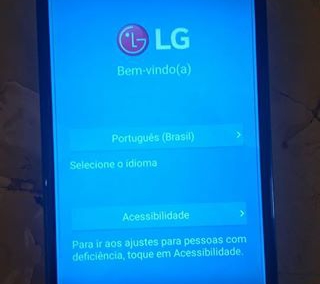 LG
Bem-vindo(a)
Português (Brasil)
Selecione o idioma
Acessibilidade
Para ir aos ajustes para pessoas com
deficiência, toque em Acessibilidade.